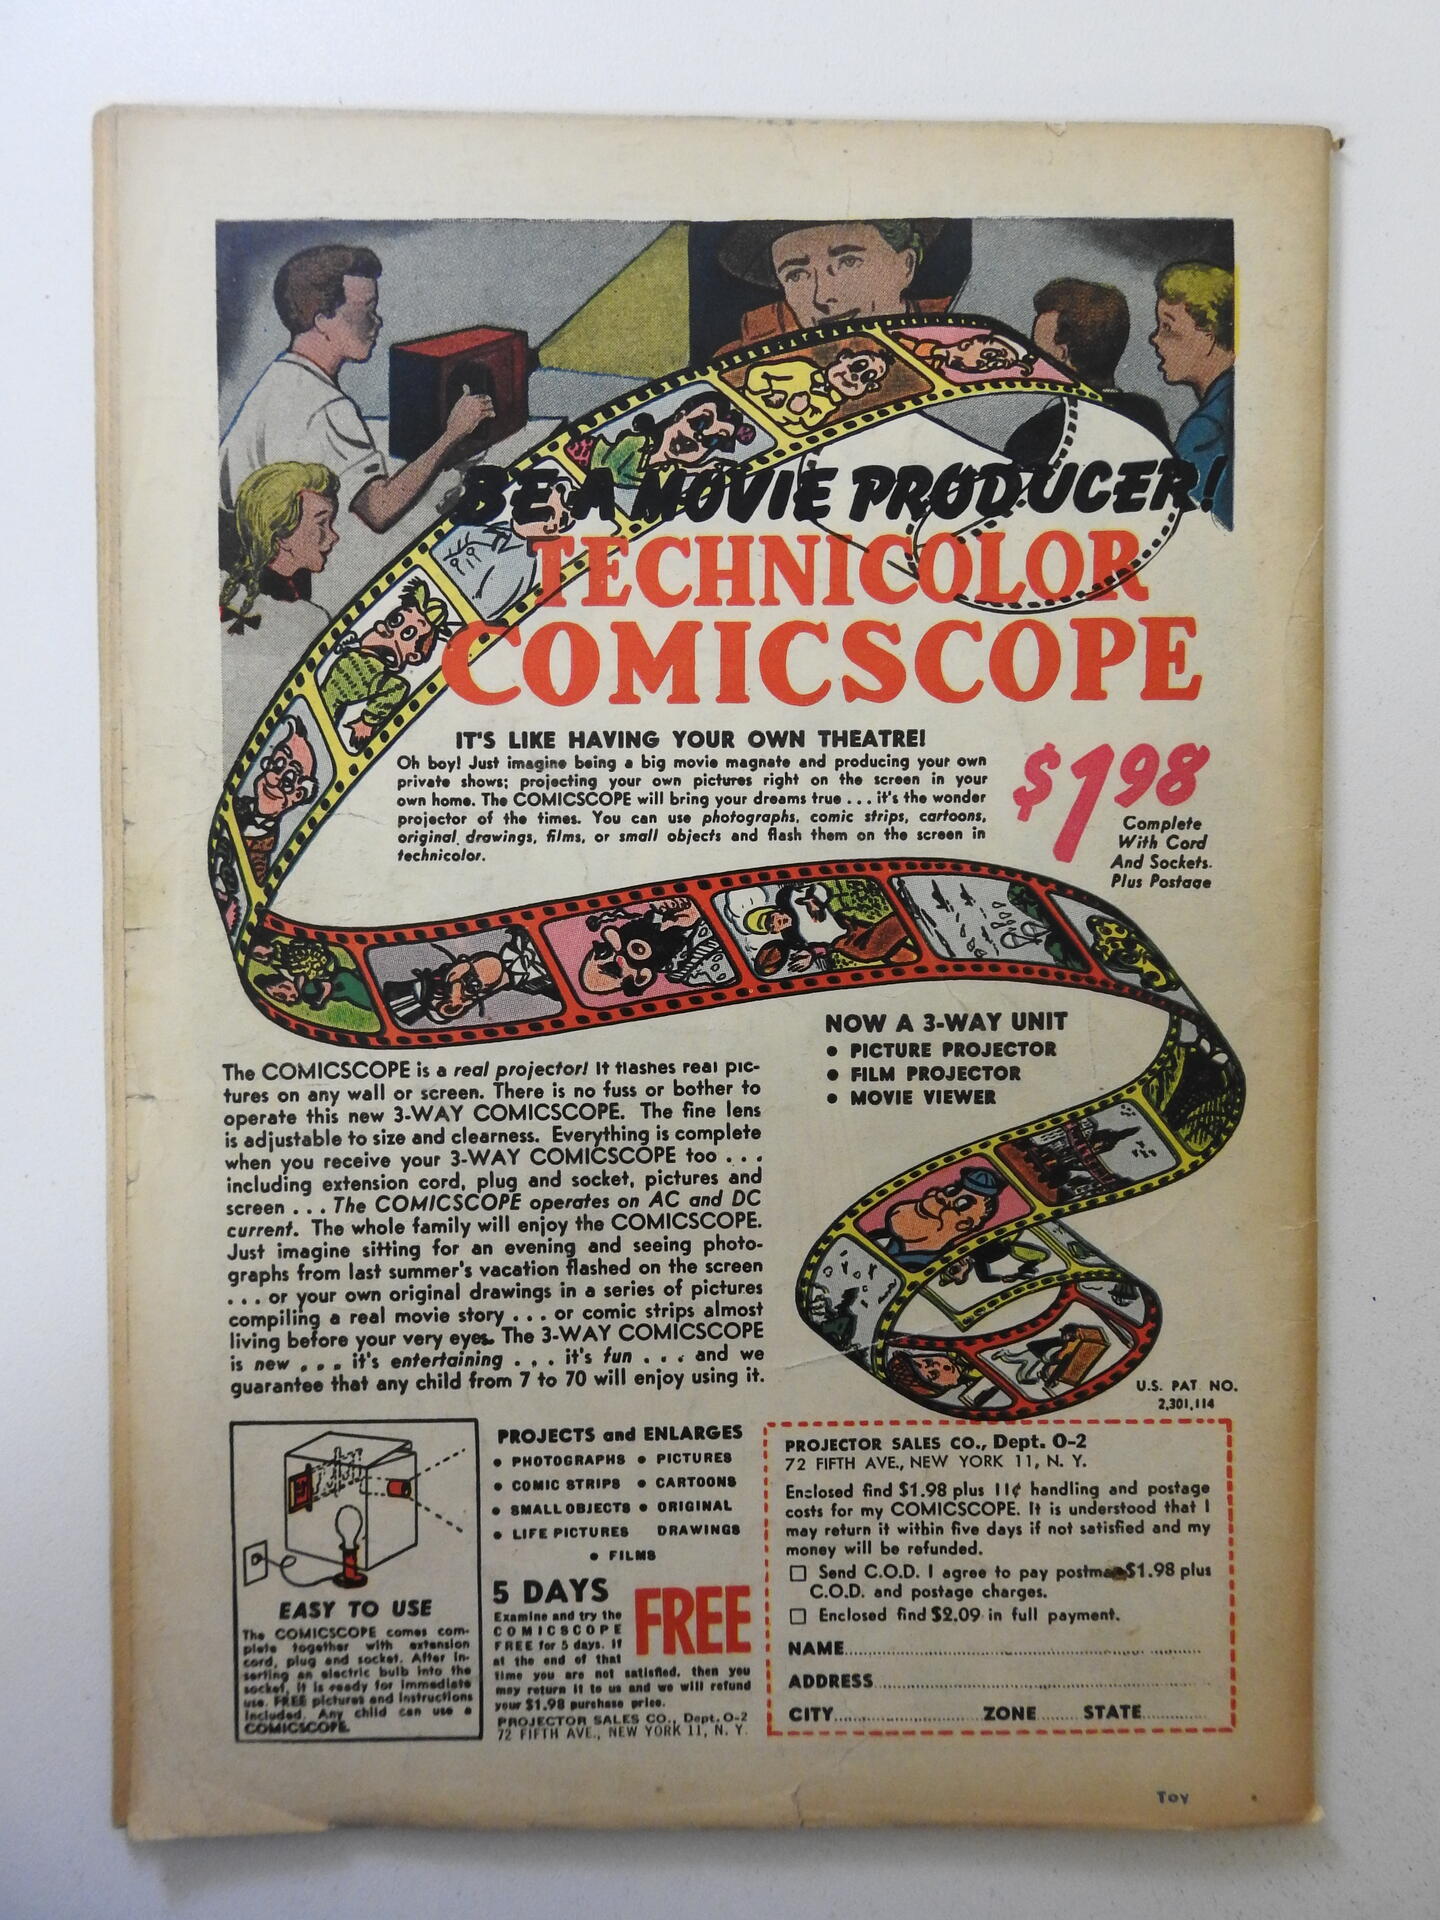 BE A MOVIE PRODUCER!
TECHNICOLOR
COMICSCOPE
IT'S LIKE HAVING YOUR OWN THEATRE!
Oh boy! Just imagine being a big movie magnate and producing your own
private shows; projecting your own pictures right on the screen in your
own home. The COMICSCOPE will bring your dreams true ... it's the wonder
projector of the times. You can use photographs, comic strips, cartoons,
original drawings, films, or small objects and flash them on the screen in
technicolor.
$1.98
Complete
With Cord
And Sockets.
Plus Postage
NOW A 3-WAY UNIT
• PICTURE PROJECTOR
• FILM PROJECTOR
• MOVIE VIEWER
The COMICSCOPE is a real projector! It flashes real pic-
tures on any wall or screen. There is no fuss or bother to
operate this new 3-WAY COMICSCOPE. The fine lens
is adjustable to size and clearness. Everything is complete
when you receive your 3-WAY COMICSCOPE too . . .
including extension cord, plug and socket, pictures and
screen . . . The COMICSCOPE operates on AC and DC
current. The whole family will enjoy the COMICSCOPE.
Just imagine sitting for an evening and seeing photo-
graphs from last summer's vacation flashed on the screen
. . . or your own original drawings in a series of pictures
compiling a real movie story . . . or comic strips almost
living before your very eyes. The 3-WAY COMICSCOPE
is new . . . it's entertaining . . . it's fun . . . and we
guarantee that any child from 7 to 70 will enjoy using it.
U.S. PAT NO.
2,301,114
EASY TO USE
The COMICSCOPE comes com-
plete together with extension
cord, plug and socket. After in-
serting an electric bulb into the
socket, it is ready for immediate
use. FREE pictures and instructions
included. Any child can use a
COMICSCOPE.
PROJECTS and ENLARGES
• PHOTOGRAPHS • PICTURES
• COMIC STRIPS • CARTOONS
• SMALL OBJECTS • ORIGINAL
• LIFE PICTURES DRAWINGS
• FILMS
5 DAYS FREE
Examine and try the
COMICSCOPE
FREE for 5 days. If
at the end of that
time you are not satisfied, then you
may return it to us and we will refund
your $1.98 purchase price.
PROJECTOR SALES CO., Dept. O-2
72 FIFTH AVE., NEW YORK 11, N. Y.
PROJECTOR SALES CO., Dept. O-2
72 FIFTH AVE., NEW YORK 11, N. Y.
Enclosed find $1.98 plus 11¢ handling and postage
costs for my COMICSCOPE. It is understood that I
may return it within five days if not satisfied and my
money will be refunded.
☐ Send C.O.D. I agree to pay postman $1.98 plus
C.O.D. and postage charges.
☐ Enclosed find $2.09 in full payment.
NAME
ADDRESS
CITY ZONE STATE
Toy